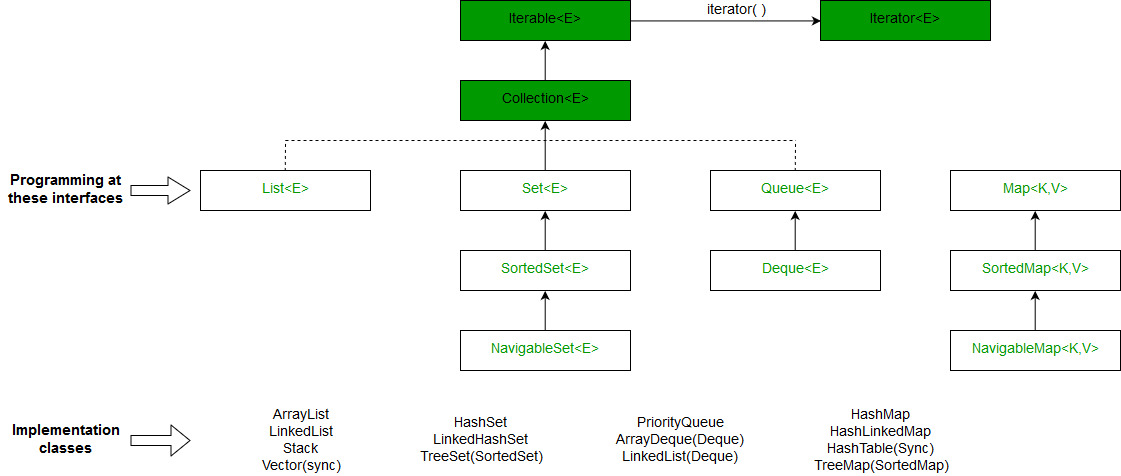 Iterable<E>
iterator( )
Iterator<E>
Collection<E>
Programming at
these interfaces
List<E>
Set<E>
Queue<E>
Map<K,V>
SortedSet<E>
Deque<E>
SortedMap<K,V>
NavigableSet<E>
NavigableMap<K,V>
Implementation
classes
ArrayList
LinkedList
Stack
Vector(sync)
HashSet
LinkedHashSet
TreeSet(SortedSet)
PriorityQueue
ArrayDeque(Deque)
LinkedList(Deque)
HashMap
HashLinkedMap
HashTable(Sync)
TreeMap(SortedMap)